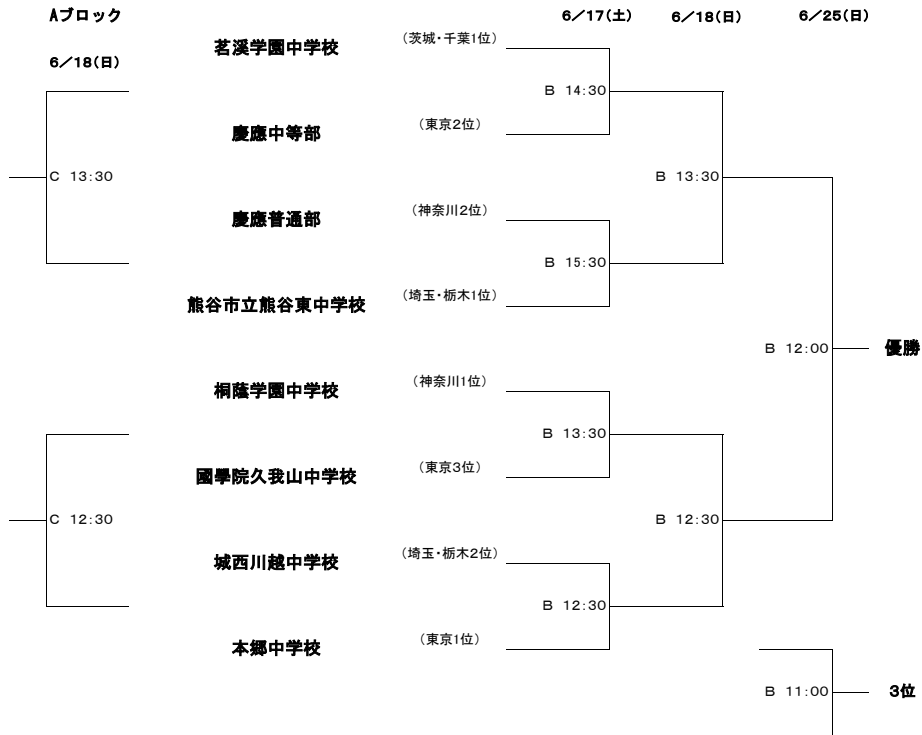 Aブロック
6／17(土)
6／18(日)
6／25(日)
6／18(日)
茗溪学園中学校
(茨城・千葉1位)
B 14:30
慶應中等部
(東京2位)
C 13:30
B 13:30
慶應普通部
(神奈川2位)
B 15:30
熊谷市立熊谷東中学校
(埼玉・栃木1位)
B 12:00
優勝
桐蔭学園中学校
(神奈川1位)
B 13:30
國學院久我山中学校
(東京3位)
C 12:30
B 12:30
城西川越中学校
(埼玉・栃木2位)
B 12:30
本郷中学校
(東京1位)
B 11:00
3位